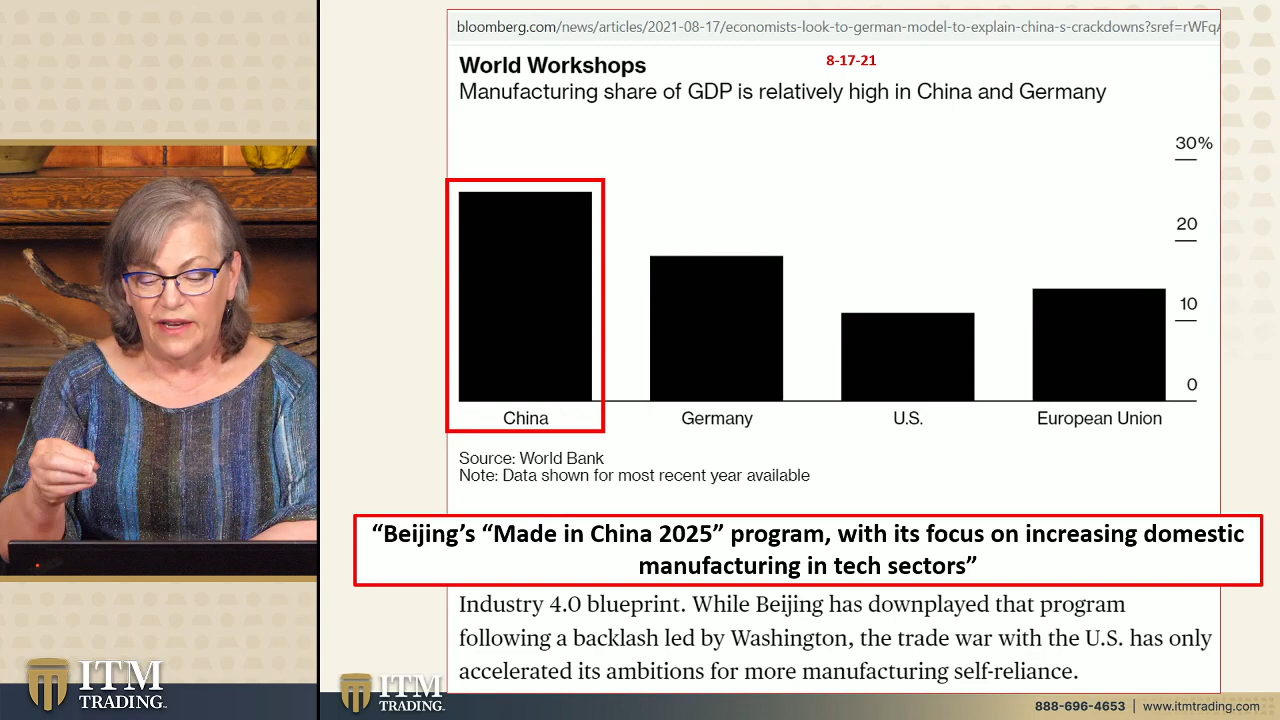 bloomberg.com/news/articles/2021-08-17/economists-look-to-german-model-to-explain-china-s-crackdowns?sref=rWFq
World Workshops
8-17-21
Manufacturing share of GDP is relatively high in China and Germany
30%
20
10
0
China
Germany
U.S.
European Union
Source: World Bank
Note: Data shown for most recent year available
“Beijing’s “Made in China 2025” program, with its focus on increasing domestic
manufacturing in tech sectors”
Industry 4.0 blueprint. While Beijing has downplayed that program
following a backlash led by Washington, the trade war with the U.S. has only
accelerated its ambitions for more manufacturing self-reliance.
ITM
TRADING
ITM
TRADING
888-696-4653 | www.itmtrading.com